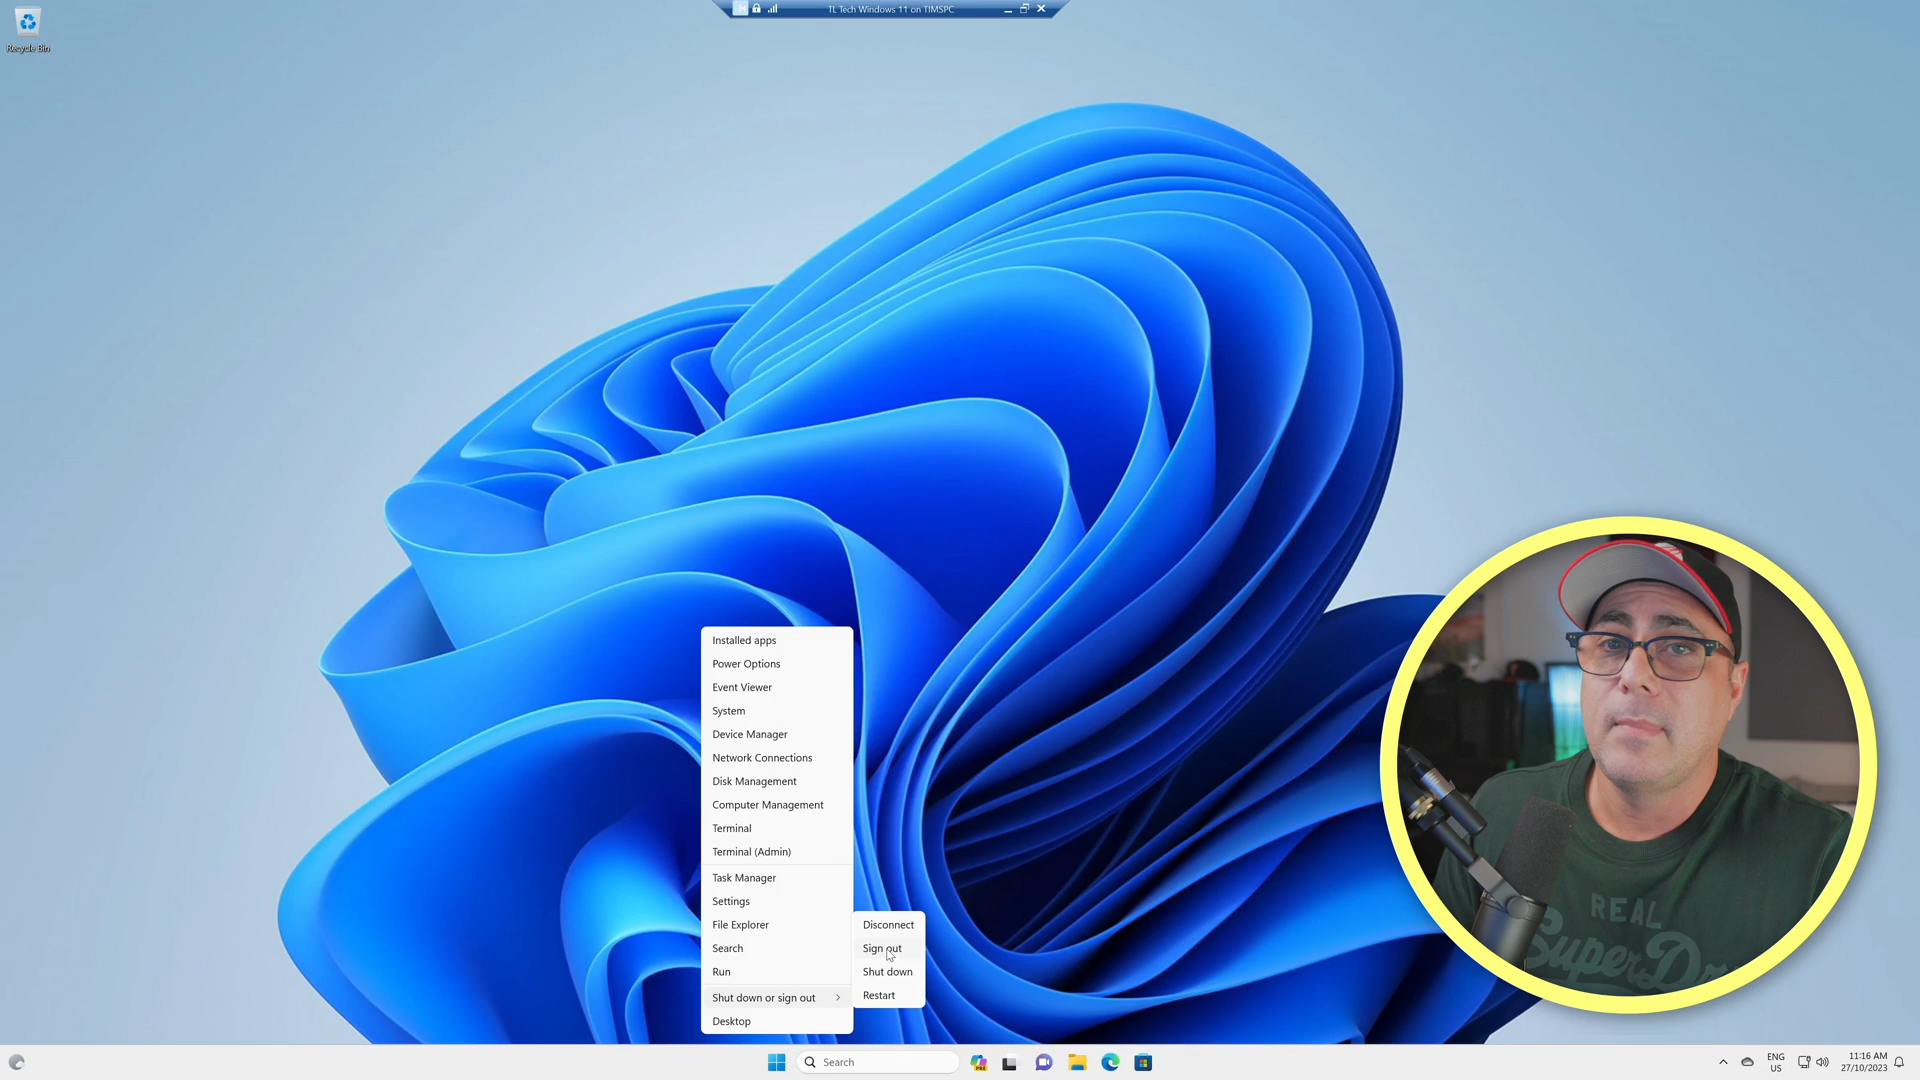 TL Tech Windows 11 on TIMSPC
Recycle Bin
Installed apps
Power Options
Event Viewer
System
Device Manager
Network Connections
Disk Management
Computer Management
Terminal
Terminal (Admin)
Task Manager
Settings
File Explorer
Search
Run
Shut down or sign out
Desktop
Disconnect
Sign out
Shut down
Restart
REAL
Search
PRE
ENG
US
11:16 AM
27/10/2023